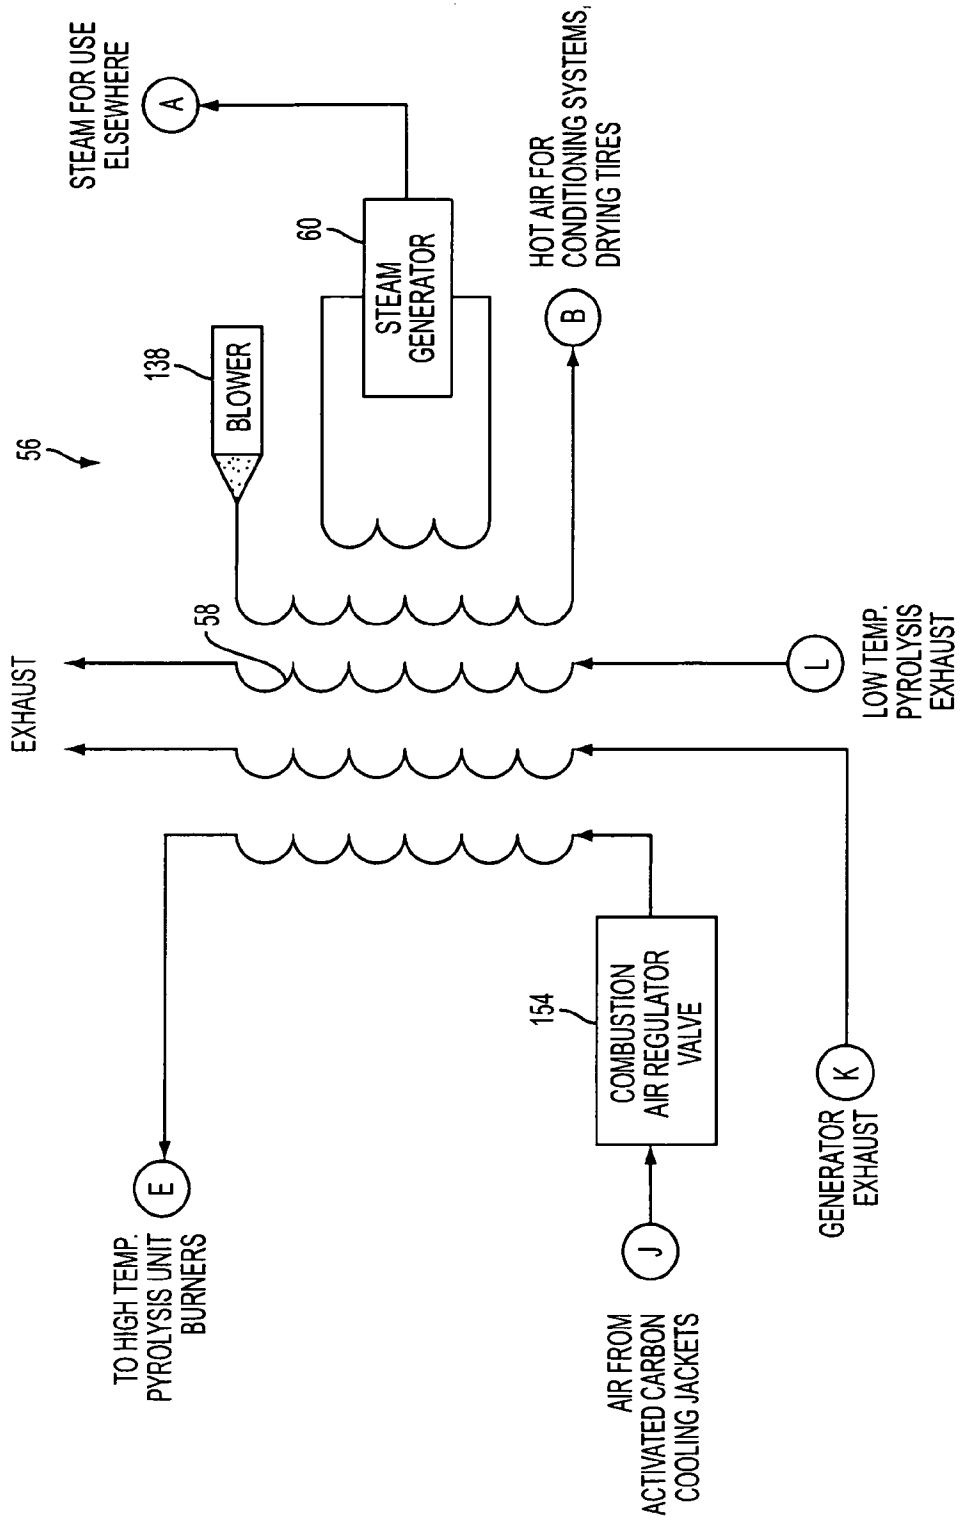 STEAM FOR USE
ELSEWHERE
A
60
STEAM
GENERATOR
HOT AIR FOR
CONDITIONING SYSTEMS,
DRYING TIRES
B
138
BLOWER
56
58
EXHAUST
L
LOW TEMP.
PYROLYSIS
EXHAUST
154
COMBUSTION
AIR REGULATOR
VALVE
K
GENERATOR
EXHAUST
E
TO HIGH TEMP.
PYROLYSIS UNIT
BURNERS
J
AIR FROM
ACTIVATED CARBON
COOLING JACKETS